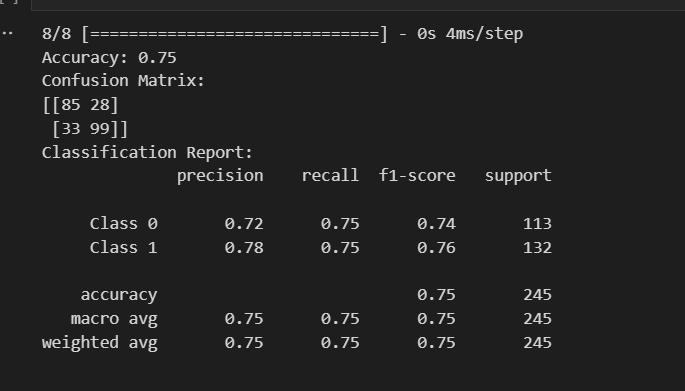 8/8 [==============================] - 0s 4ms/step
Accuracy: 0.75
Confusion Matrix:
[[85 28]
 [33 99]]
Classification Report:
              precision    recall  f1-score   support

     Class 0       0.72      0.75      0.74       113
     Class 1       0.78      0.75      0.76       132

    accuracy                           0.75       245
   macro avg       0.75      0.75      0.75       245
weighted avg       0.75      0.75      0.75       245